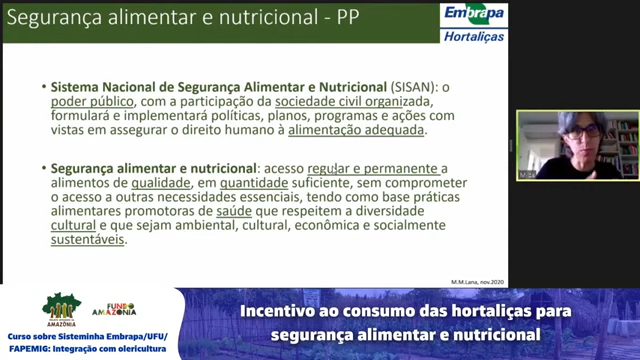 Segurança alimentar e nutricional - PP
Embrapa
Hortaliças
• Sistema Nacional de Segurança Alimentar e Nutricional (SISAN): o
poder público, com a participação da sociedade civil organizada,
formulará e implementará políticas, planos, programas e ações com
vistas em assegurar o direito humano à alimentação adequada.
• Segurança alimentar e nutricional: acesso regular e permanente a
alimentos de qualidade, em quantidade suficiente, sem comprometer
o acesso a outras necessidades essenciais, tendo como base práticas
alimentares promotoras de saúde que respeitem a diversidade
cultural e que sejam ambiental, cultural, econômica e socialmente
sustentáveis.
M.M.Lana, nov.2020
AMAZÔNIA
FUNDO
AMAZÔNIA
Curso sobre Sisteminha Embrapa/UFU/
FAPEMIG: Integração com olericultura
Incentivo ao consumo das hortaliças para
segurança alimentar e nutricional